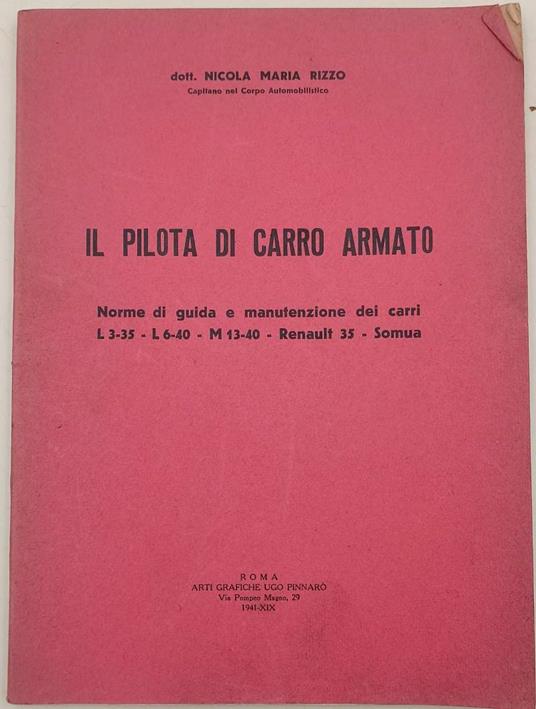 dott. NICOLA MARIA RIZZO
Capitano nel Corpo Automobilistico
IL PILOTA DI CARRO ARMATO
Norme di guida e manutenzione dei carri
L 3-35 - L 6-40 - M 13-40 - Renault 35 - Somua
ROMA
ARTI GRAFICHE UGO PINNARÒ
Via Pompeo Magno, 29
1941-XIX